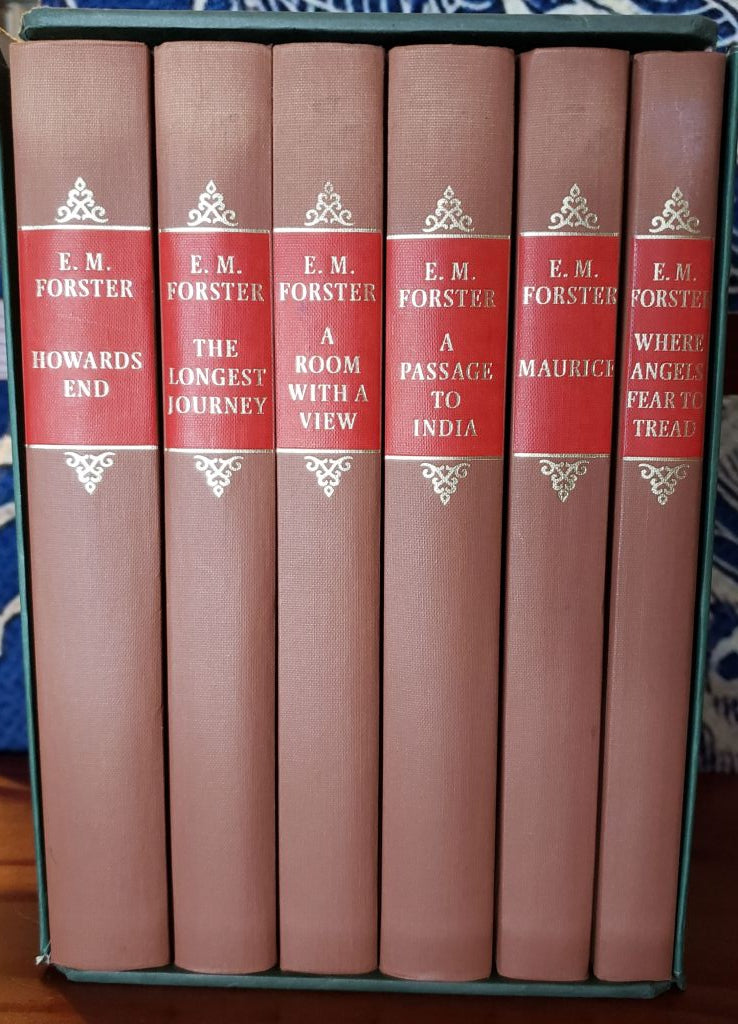 E. M.
FORSTER
HOWARDS
END
E. M.
FORSTER
THE
LONGEST
JOURNEY
E. M.
FORSTER
A
ROOM
WITH A
VIEW
E. M.
FORSTER
A
PASSAGE
TO
INDIA
E. M.
FORSTER
MAURICE
E. M.
FORSTER
WHERE
ANGELS
FEAR TO
TREAD